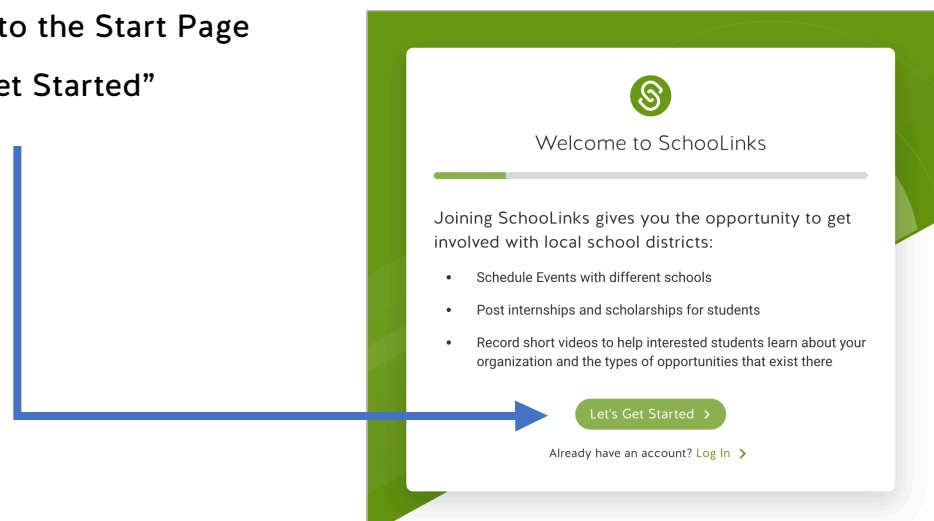 to the Start Page
et Started”
Welcome to SchooLinks
Joining SchooLinks gives you the opportunity to get
involved with local school districts:
• Schedule Events with different schools
• Post internships and scholarships for students
• Record short videos to help interested students learn about your
organization and the types of opportunities that exist there
Let's Get Started >
Already have an account? Log In >